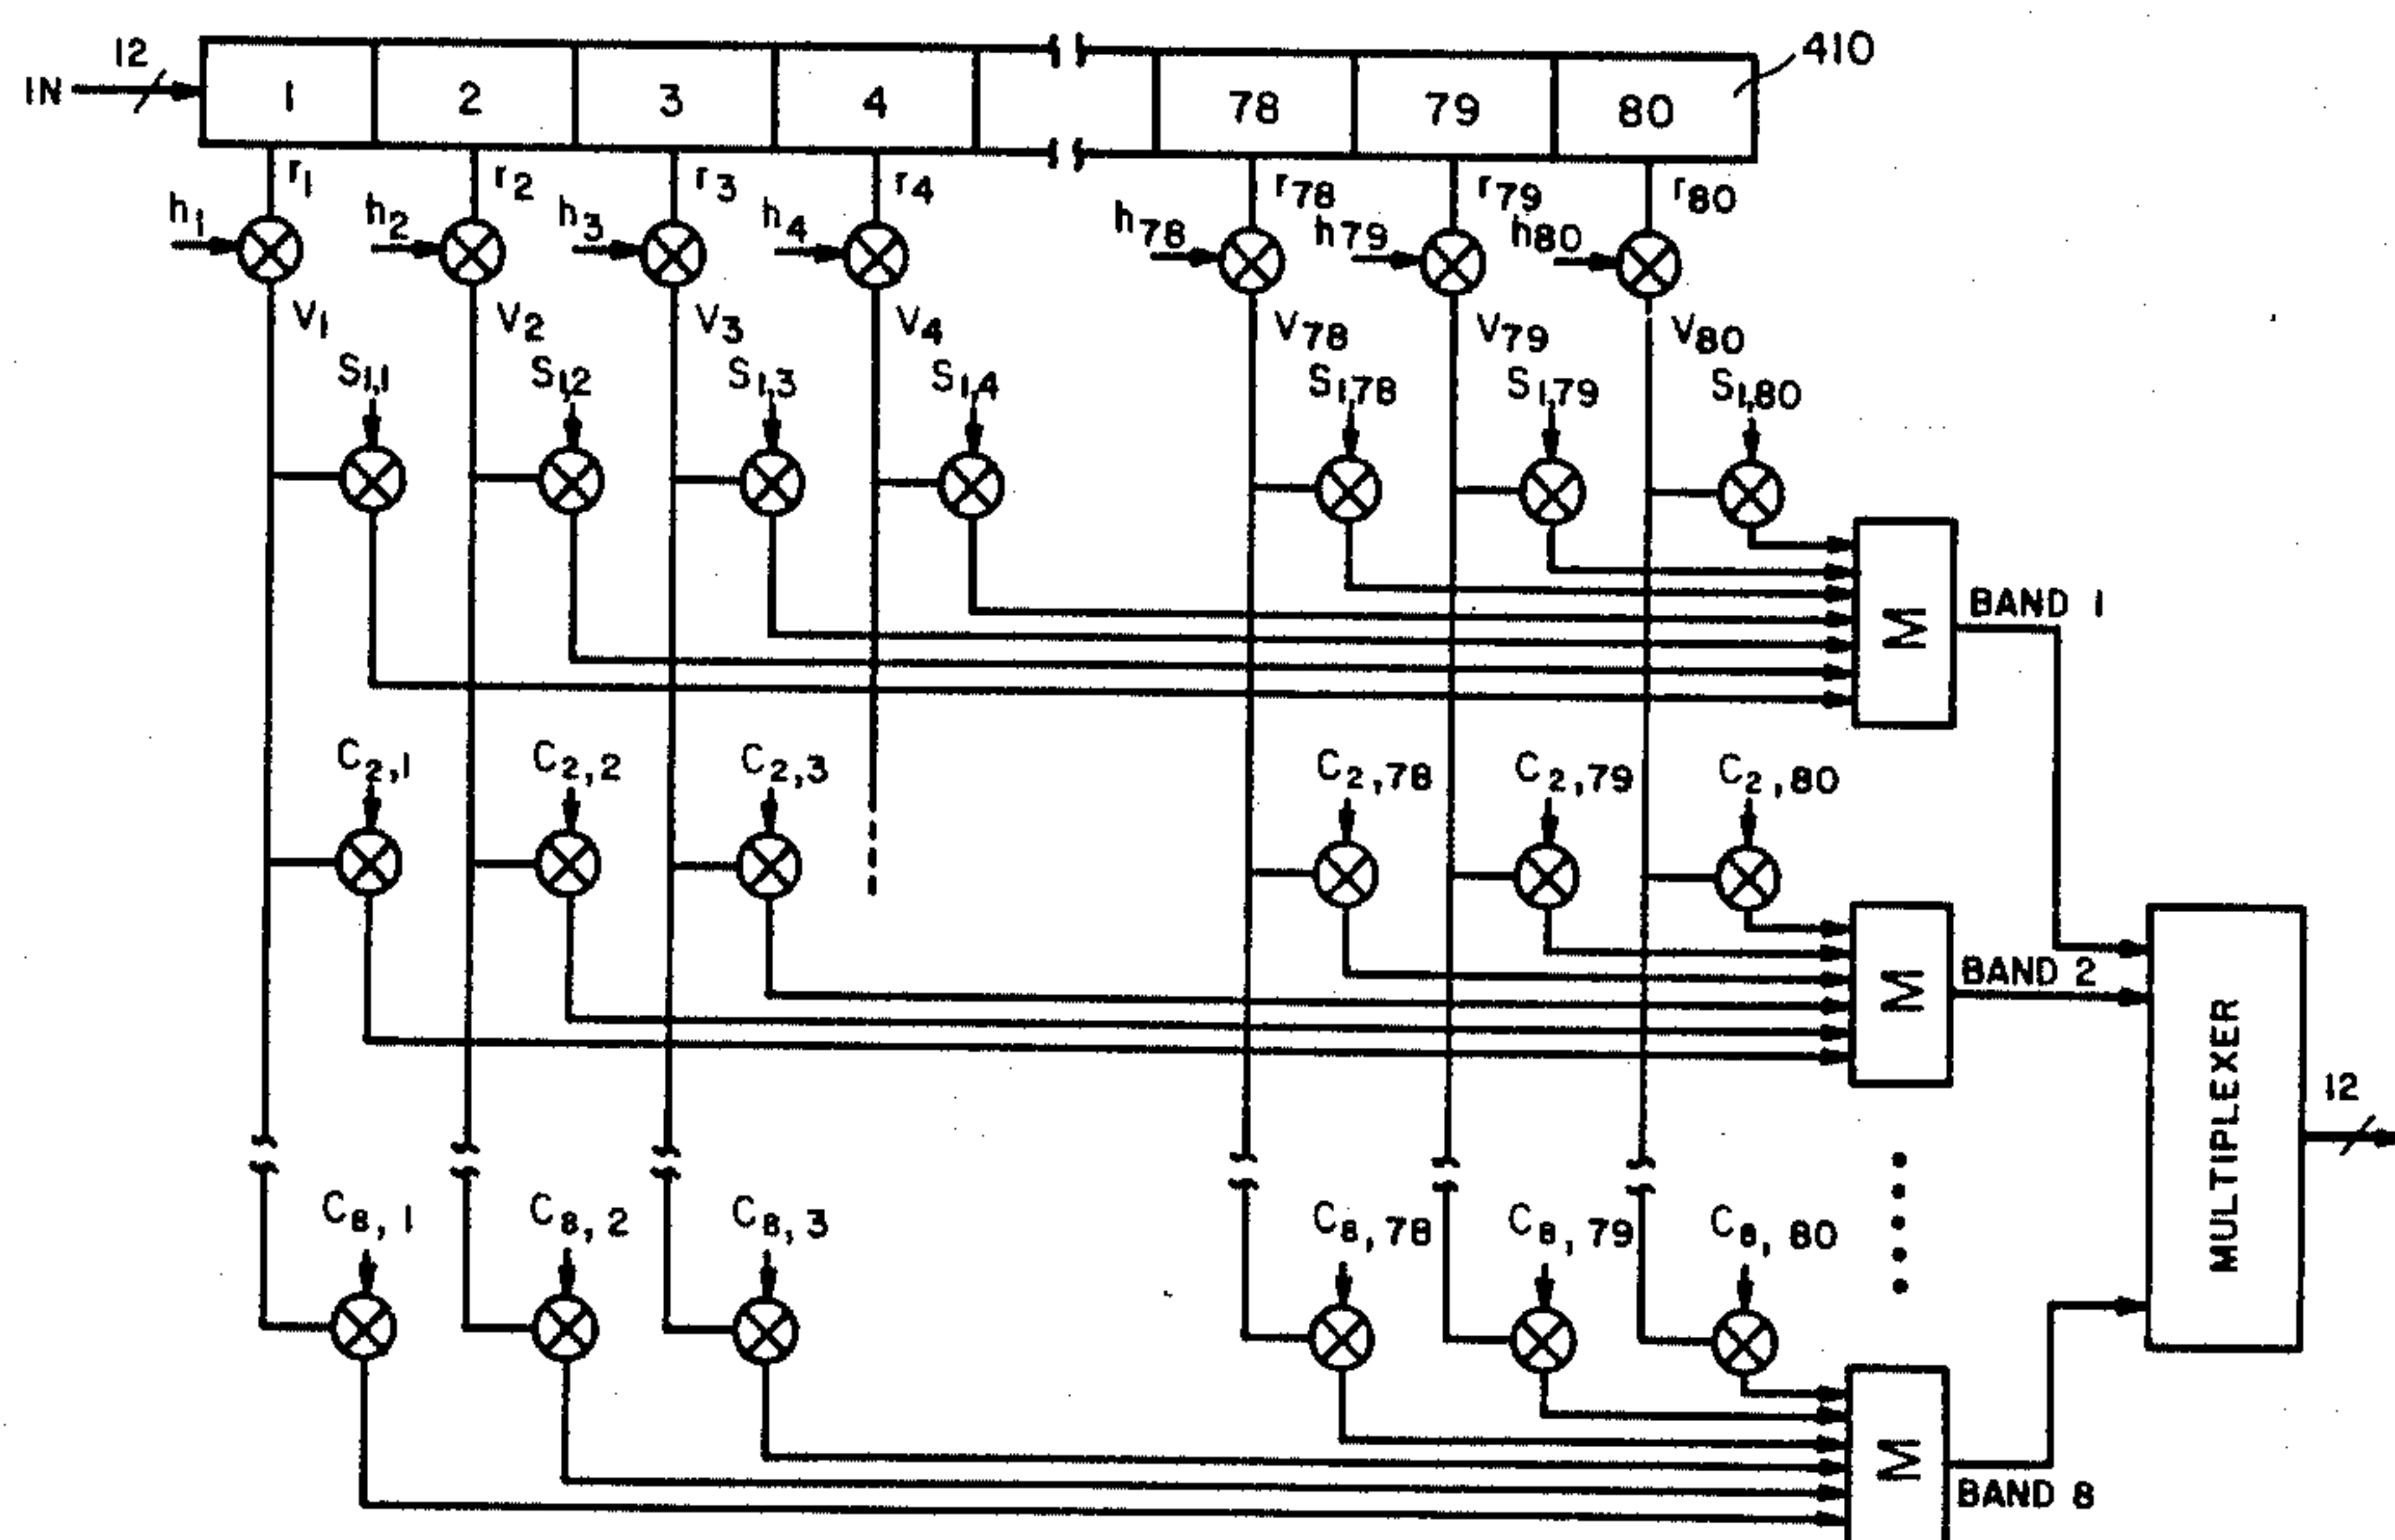 12
IN 1 2 3 4 78 79 80 410
r1 r2 r3 r4 r78 r79 r80
h1 h2 h3 h4 h78 h79 h80
V1 V2 V3 V4 V78 V79 V80
S1,1 S1,2 S1,3 S1,4 S1,78 S1,79 S1,80
M BAND 1
C2,1 C2,2 C2,3 C2,78 C2,79 C2,80
M BAND 2
MULTIPLEXER
12
C8, 1 C8, 2 C8, 3 C8, 78 C8, 79 C8, 80
M BAND 8